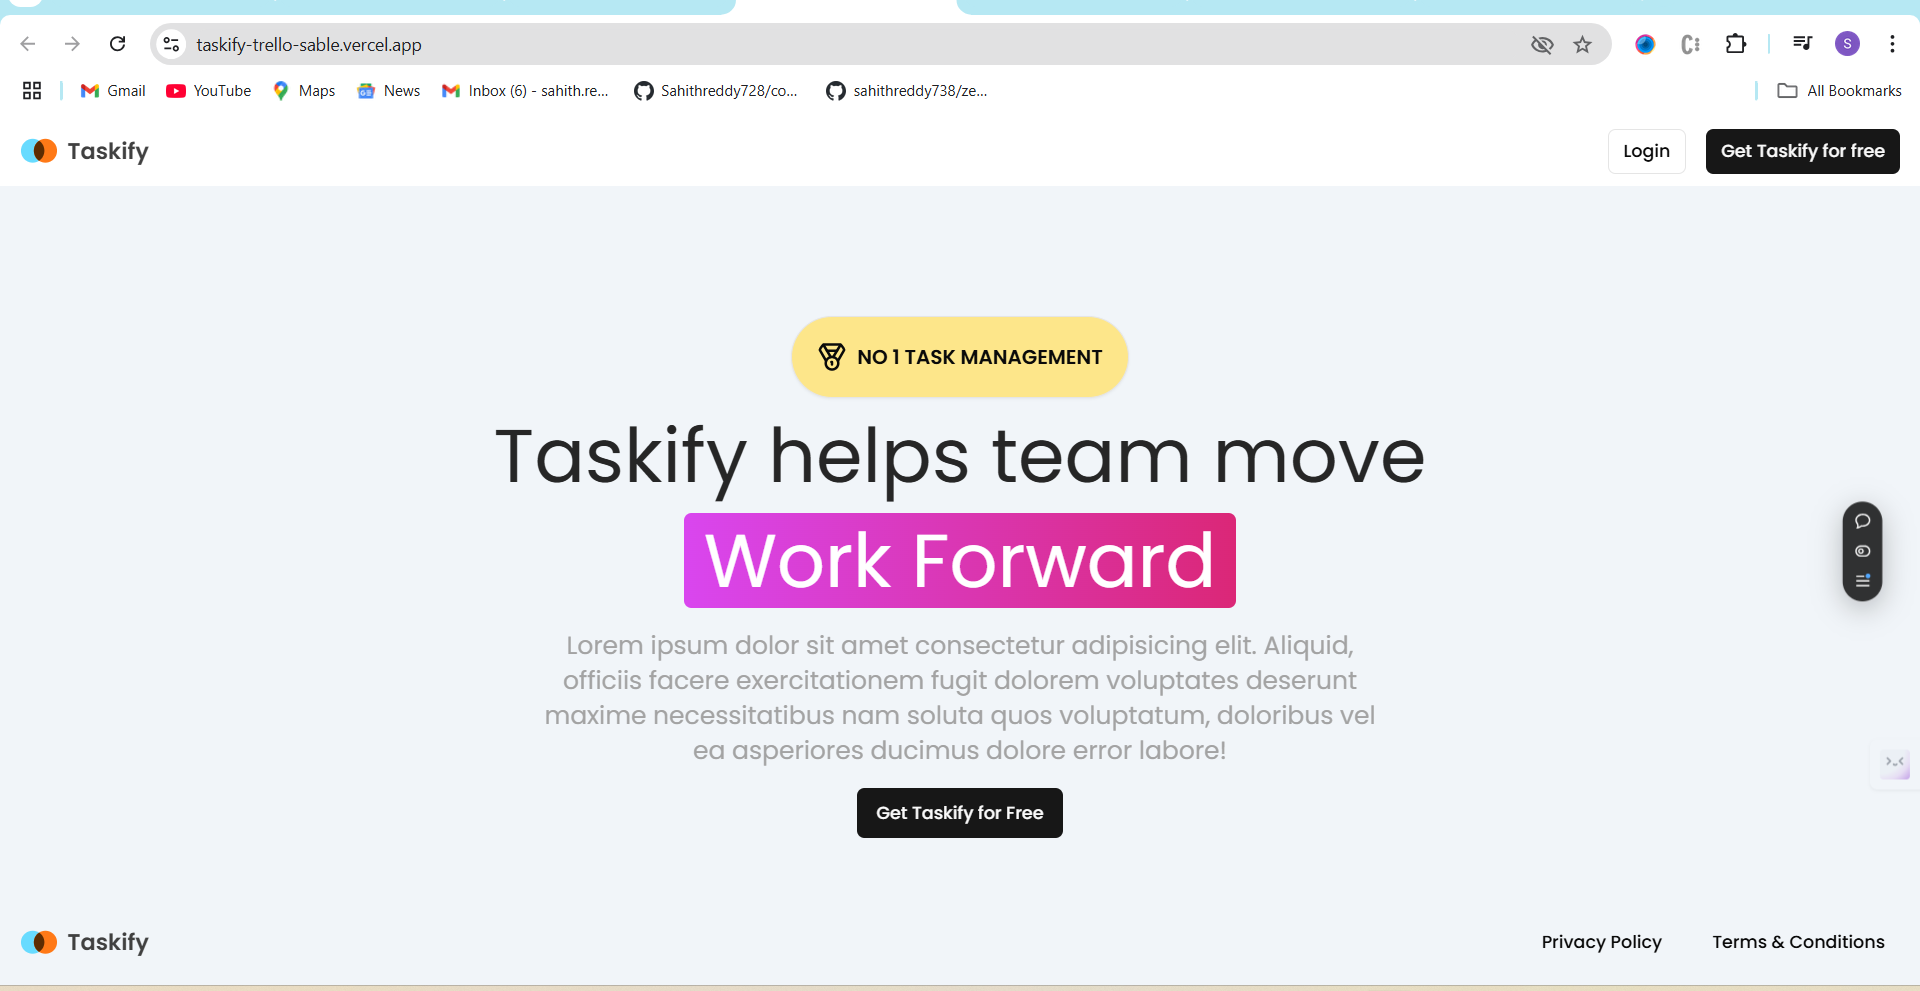 taskify-trello-sable.vercel.app
S
Gmail
YouTube
Maps
News
Inbox (6) - sahith.re...
Sahithreddy728/co...
sahithreddy738/ze...
All Bookmarks
Taskify
Login
Get Taskify for free
NO 1 TASK MANAGEMENT
Taskify helps team move
Work Forward
Lorem ipsum dolor sit amet consectetur adipisicing elit. Aliquid,
officiis facere exercitationem fugit dolorem voluptates deserunt
maxime necessitatibus nam soluta quos voluptatum, doloribus vel
ea asperiores ducimus dolore error labore!
Get Taskify for Free
Taskify
Privacy Policy
Terms & Conditions